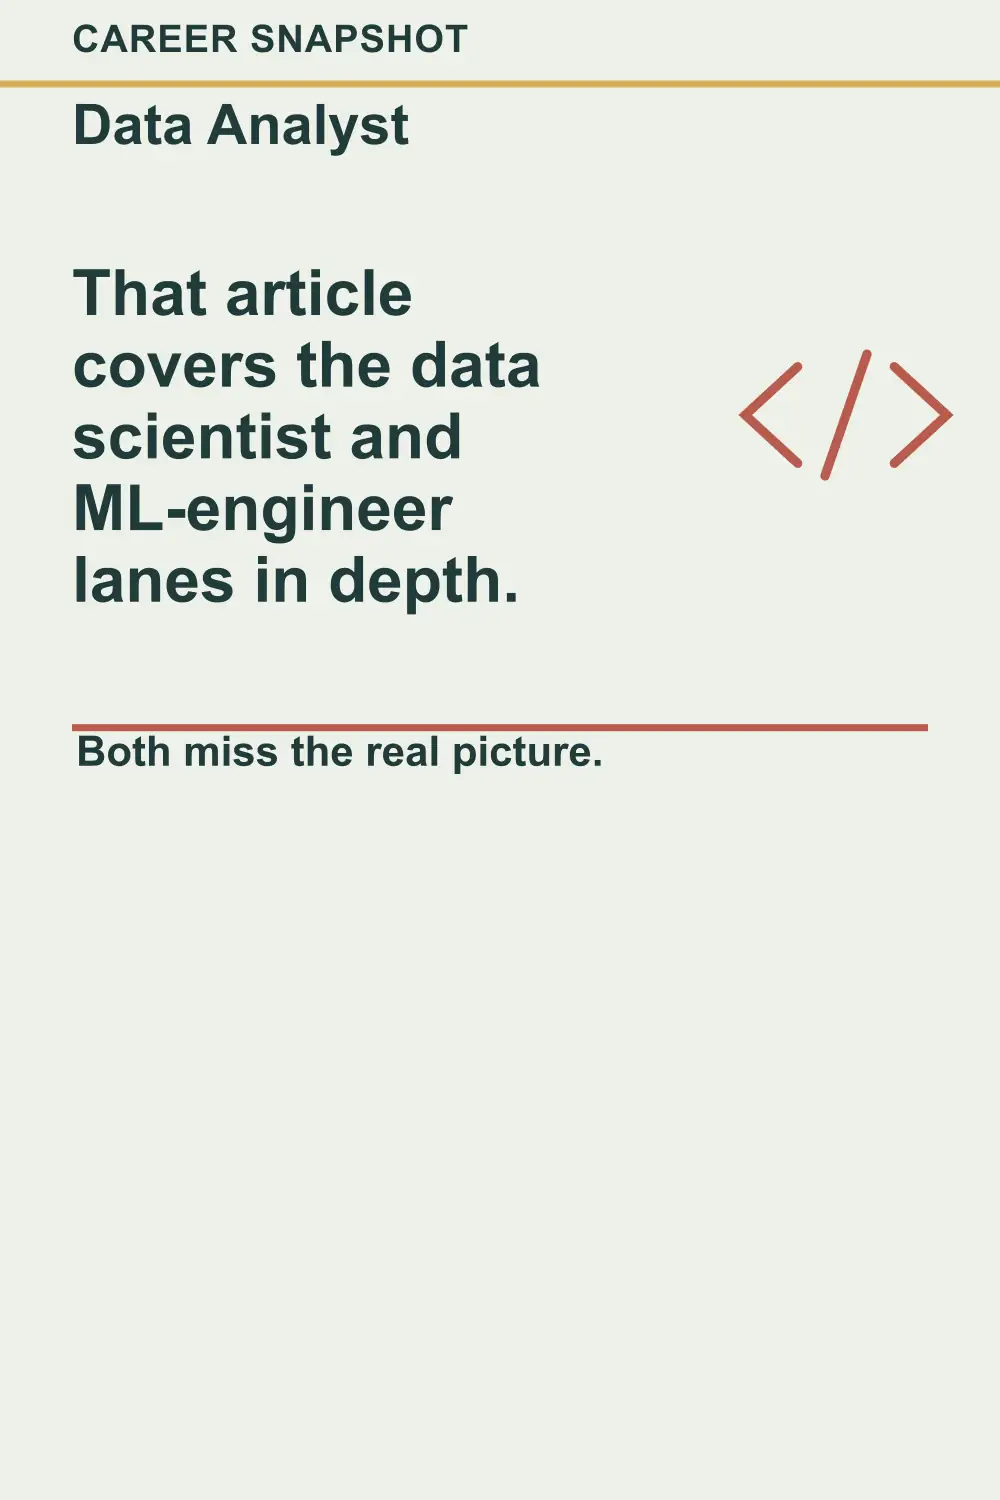 CAREER SNAPSHOT
Data Analyst
That article
covers the data
scientist and
ML-engineer
lanes in depth.
Both miss the real picture.